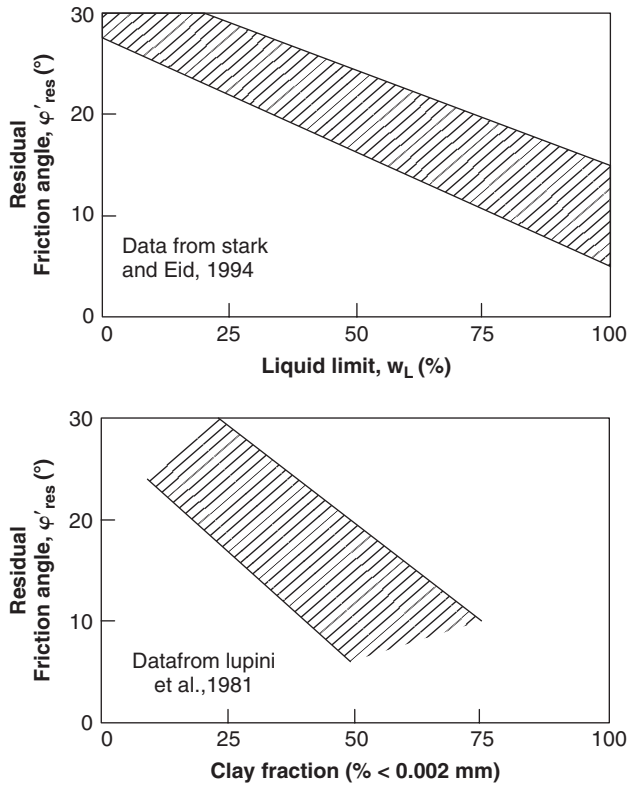 30
20
10
0
Residual
Friction angle, φ′res (°)
Data from stark
and Eid, 1994
0
25
50
75
100
Liquid limit, wL (%)
30
20
10
0
Residual
Friction angle, φ′res (°)
Datafrom lupini
et al.,1981
0
25
50
75
100
Clay fraction (% < 0.002 mm)